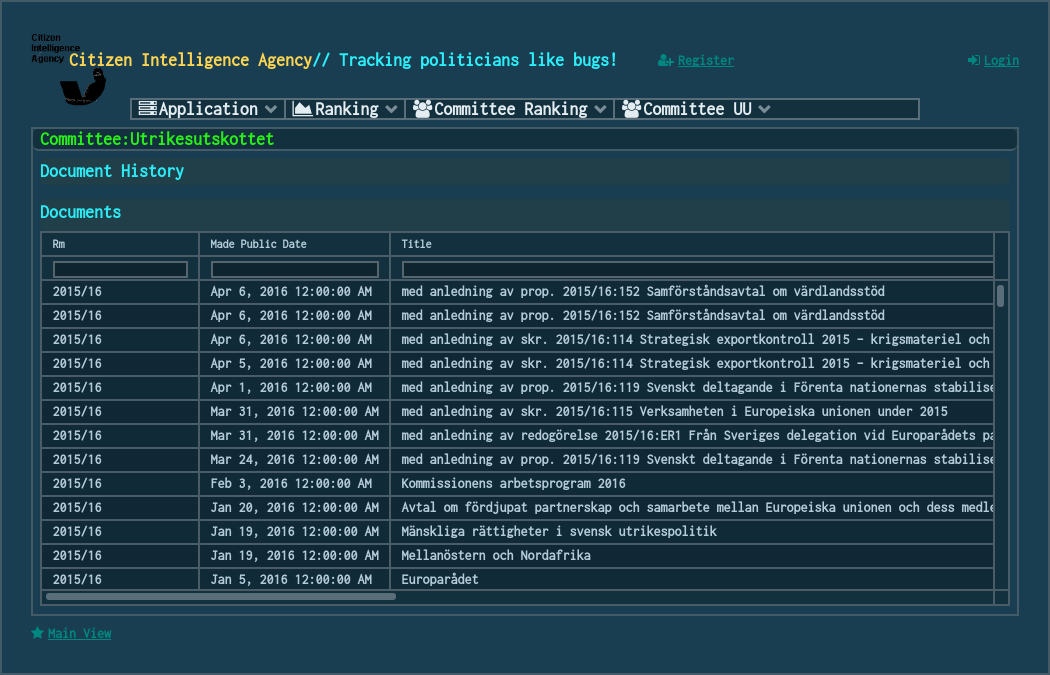 Citizen
Intelligence
Agency
Citizen Intelligence Agency// Tracking politicians like bugs!
Register
Login
Application
Ranking
Committee Ranking
Committee UU
Committee:Utrikesutskottet
Document History
Documents
Rm Made Public Date Title
2015/16 Apr 6, 2016 12:00:00 AM med anledning av prop. 2015/16:152 Samförståndsavtal om värdlandsstöd
2015/16 Apr 6, 2016 12:00:00 AM med anledning av prop. 2015/16:152 Samförståndsavtal om värdlandsstöd
2015/16 Apr 6, 2016 12:00:00 AM med anledning av skr. 2015/16:114 Strategisk exportkontroll 2015 – krigsmateriel och
2015/16 Apr 5, 2016 12:00:00 AM med anledning av skr. 2015/16:114 Strategisk exportkontroll 2015 – krigsmateriel och
2015/16 Apr 1, 2016 12:00:00 AM med anledning av prop. 2015/16:119 Svenskt deltagande i Förenta nationernas stabilise
2015/16 Mar 31, 2016 12:00:00 AM med anledning av skr. 2015/16:115 Verksamheten i Europeiska unionen under 2015
2015/16 Mar 31, 2016 12:00:00 AM med anledning av redogörelse 2015/16:ER1 Från Sveriges delegation vid Europarådets pa
2015/16 Mar 24, 2016 12:00:00 AM med anledning av prop. 2015/16:119 Svenskt deltagande i Förenta nationernas stabilise
2015/16 Feb 3, 2016 12:00:00 AM Kommissionens arbetsprogram 2016
2015/16 Jan 20, 2016 12:00:00 AM Avtal om fördjupat partnerskap och samarbete mellan Europeiska unionen och dess medle
2015/16 Jan 19, 2016 12:00:00 AM Mänskliga rättigheter i svensk utrikespolitik
2015/16 Jan 19, 2016 12:00:00 AM Mellanöstern och Nordafrika
2015/16 Jan 5, 2016 12:00:00 AM Europarådet
Main View